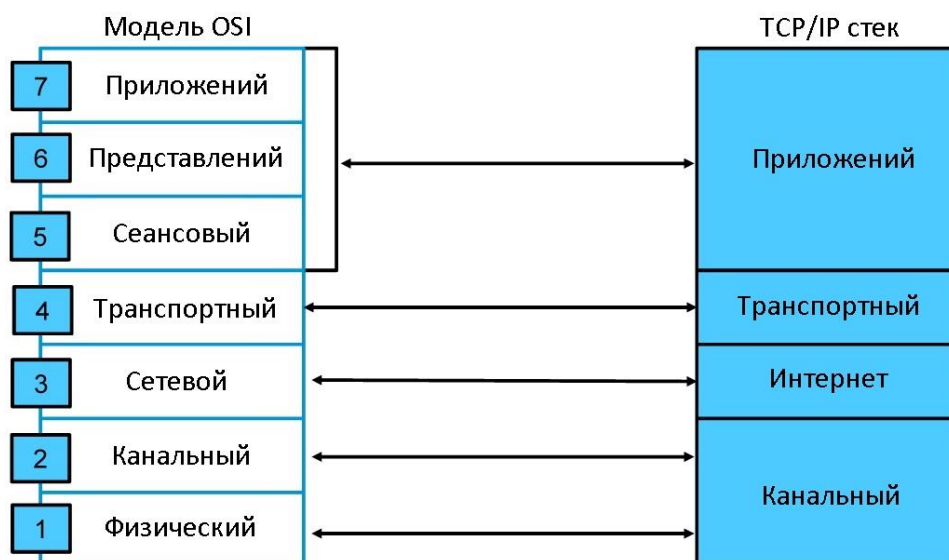 Модель OSI
TCP/IP стек
7
Приложений
6
Представлений
Приложений
5
Сеансовый
4
Транспортный
Транспортный
3
Сетевой
Интернет
2
Канальный
Канальный
1
Физический